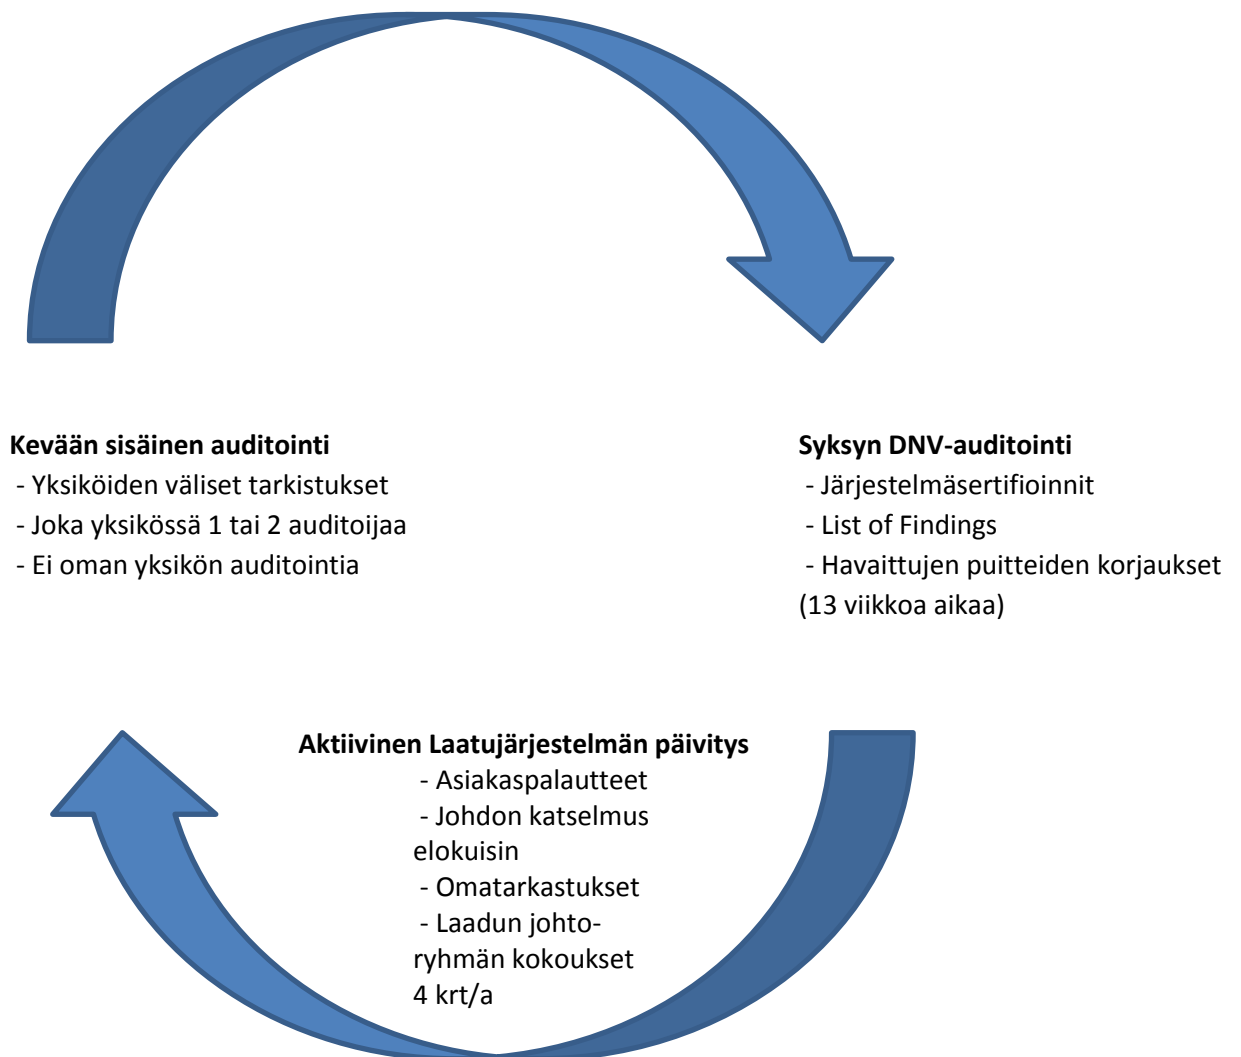 Kevään sisäinen auditointi
- Yksiköiden väliset tarkistukset
- Joka yksikössä 1 tai 2 auditoijaa
- Ei oman yksikön auditointia
Syksyn DNV-auditointi
- Järjestelmäsertifioinnit
- List of Findings
- Havaittujen puitteiden korjaukset
(13 viikkoa aikaa)
Aktiivinen Laatujärjestelmän päivitys
- Asiakaspalautteet
- Johdon katselmus
elokuisin
- Omatarkastukset
- Laadun johto-
ryhmän kokoukset
4 krt/a